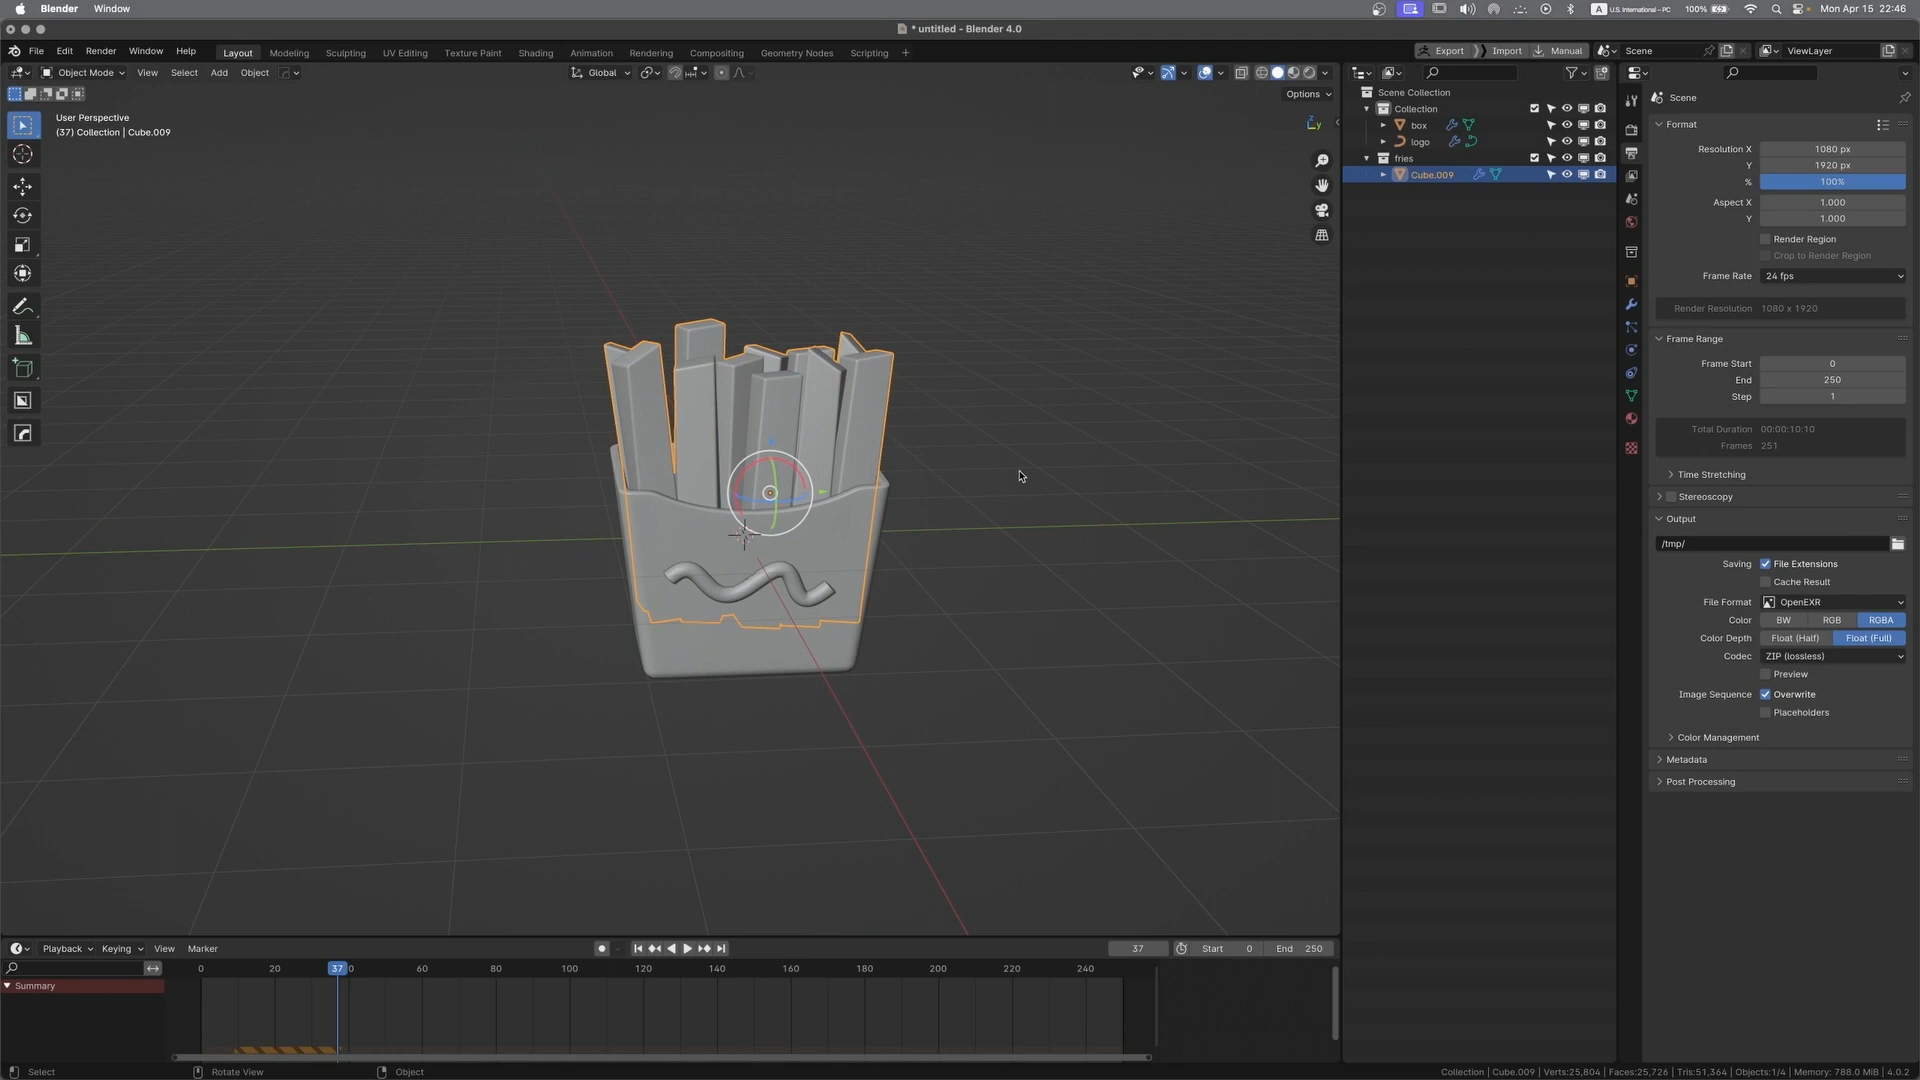 Blender Window
A U.S. International – PC 100% Mon Apr 15 22:46
* untitled - Blender 4.0
File Edit Render Window Help Layout Modeling Sculpting UV Editing Texture Paint Shading Animation Rendering Compositing Geometry Nodes Scripting + Export Import Manual Scene ViewLayer
Object Mode View Select Add Object Global
Options
User Perspective
(37) Collection | Cube.009
Z y
Scene Collection
Collection
box
logo
fries
Cube.009
Scene
Format
Resolution X 1080 px
Y 1920 px
% 100%
Aspect X 1.000
Y 1.000
Render Region
Crop to Render Region
Frame Rate 24 fps
Render Resolution 1080 x 1920
Frame Range
Frame Start 0
End 250
Step 1
Total Duration 00:00:10:10
Frames 251
Time Stretching
Stereoscopy
Output
/tmp/
Saving File Extensions
Cache Result
File Format OpenEXR
Color BW RGB RGBA
Color Depth Float (Half) Float (Full)
Codec ZIP (lossless)
Preview
Image Sequence Overwrite
Placeholders
Color Management
Metadata
Post Processing
Playback Keying View Marker 37 Start 0 End 250
0 20 37 0 60 80 100 120 140 160 180 200 220 240
Summary
Select Rotate View Object Collection | Cube.009 | Verts:25,804 | Faces:25,726 | Tris:51,364 | Objects:1/4 | Memory: 788.0 MiB | 4.0.2